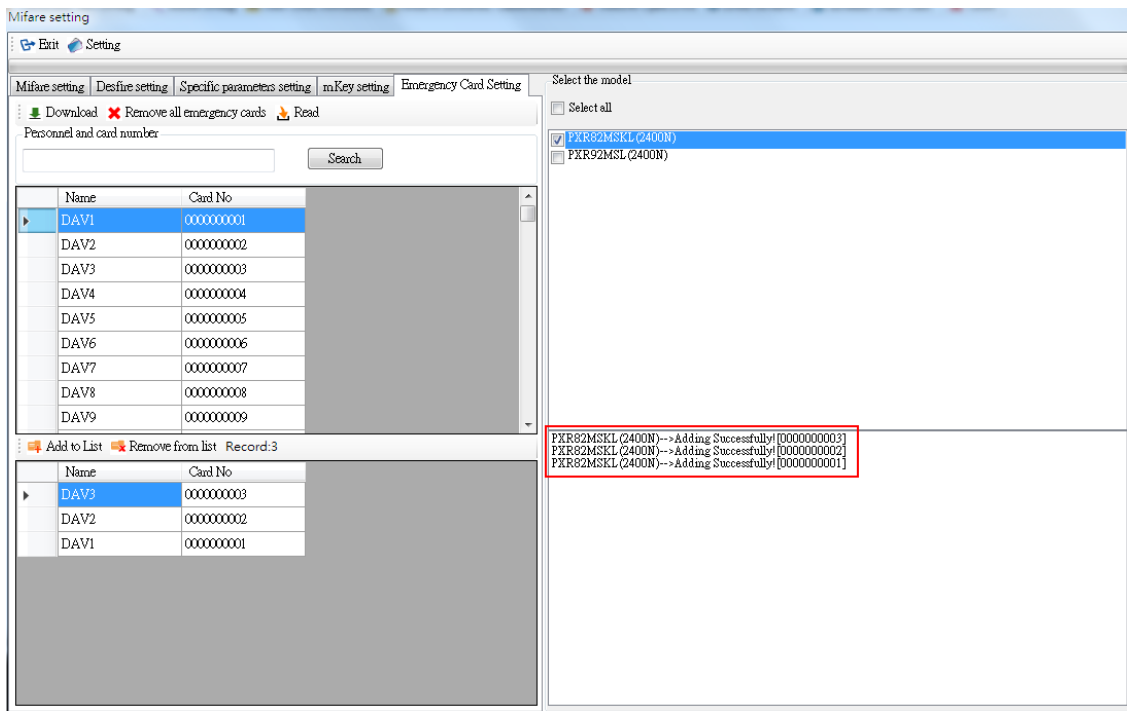 Mifare setting
Exit Setting
Mifare setting Desfire setting Specific parameters setting mKey setting Emergency Card Setting
Download Remove all emergency cards Read
Personnel and card number
Search
Name Card No
DAV1 0000000001
DAV2 0000000002
DAV3 0000000003
DAV4 0000000004
DAV5 0000000005
DAV6 0000000006
DAV7 0000000007
DAV8 0000000008
DAV9 0000000009
Add to List Remove from list Record:3
Name Card No
DAV3 0000000003
DAV2 0000000002
DAV1 0000000001
Select the model
Select all
PXR82MSKL(2400N)
PXR92MSL(2400N)
PXR82MSKL(2400N)-->Adding Successfully![0000000003]
PXR82MSKL(2400N)-->Adding Successfully![0000000002]
PXR82MSKL(2400N)-->Adding Successfully![0000000001]